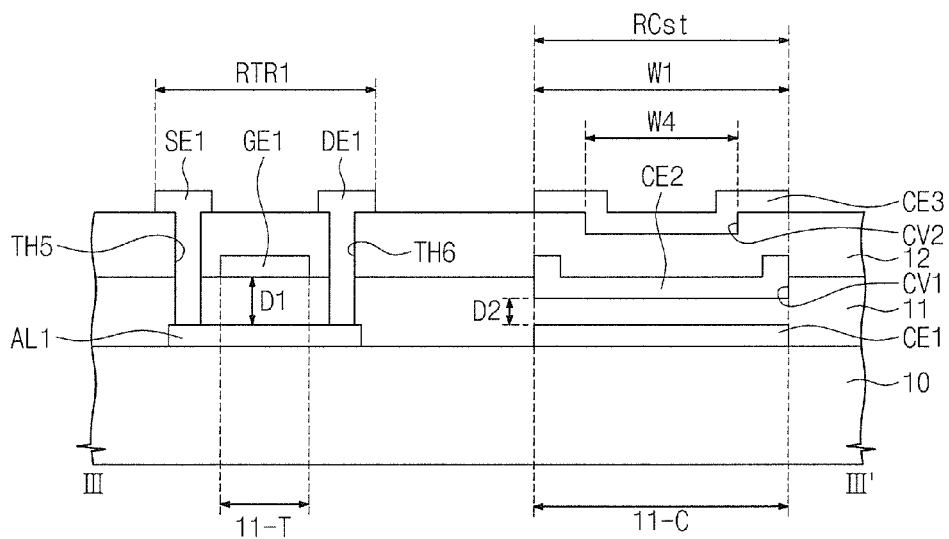 RCst
RTR1
W1
W4
SE1
GE1
DE1
CE2
CE3
TH5
TH6
CV2
12
D1
D2
CV1
11
AL1
CE1
10
III
III'
11-T
11-C